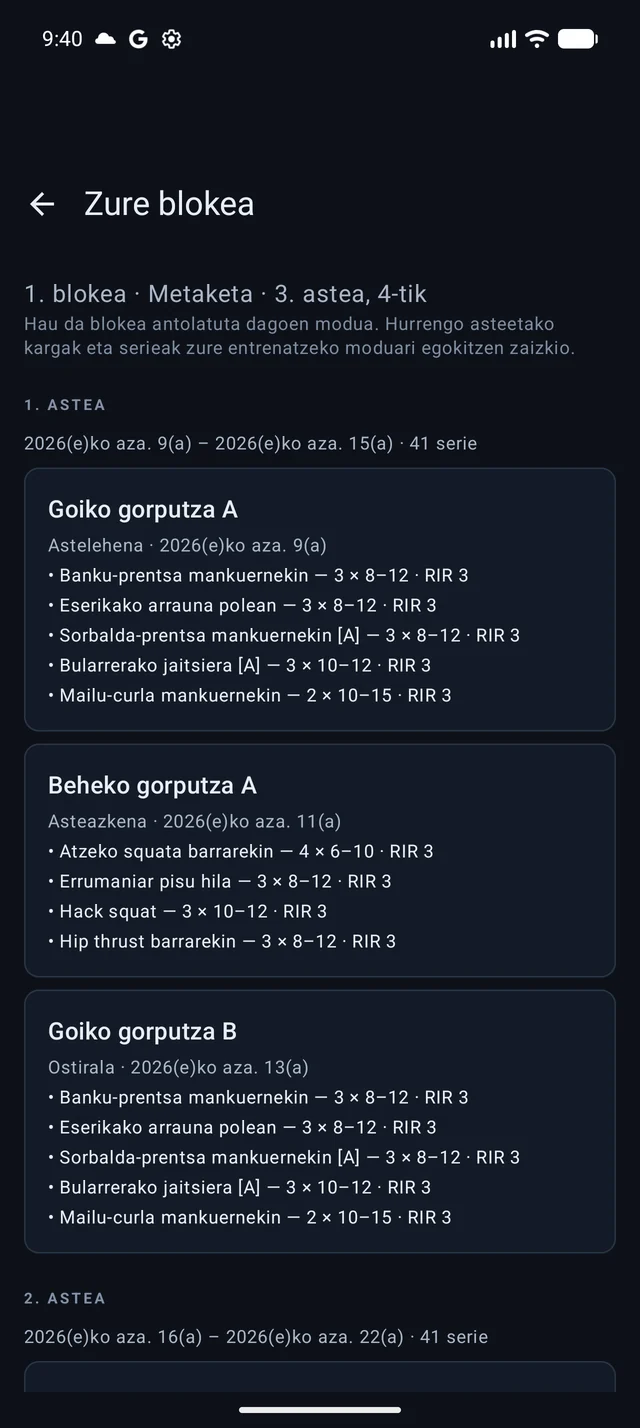 9:40
Zure blokea
1. blokea · Metaketa · 3. astea, 4-tik
Hau da blokea antolatuta dagoen modua. Hurrengo asteetako
kargak eta serieak zure entrenatzeko moduari egokitzen zaizkio.
1. ASTEA
2026(e)ko aza. 9(a) – 2026(e)ko aza. 15(a) · 41 serie
Goiko gorputza A
Astelehena · 2026(e)ko aza. 9(a)
• Banku-prentsa mankuernekin — 3 × 8–12 · RIR 3
• Eserikako arrauna polean — 3 × 8–12 · RIR 3
• Sorbalda-prentsa mankuernekin [A] — 3 × 8–12 · RIR 3
• Bularrerako jaitsiera [A] — 3 × 10–12 · RIR 3
• Mailu-curla mankuernekin — 2 × 10–15 · RIR 3
Beheko gorputza A
Asteazkena · 2026(e)ko aza. 11(a)
• Atzeko squata barrarekin — 4 × 6–10 · RIR 3
• Errumaniar pisu hila — 3 × 8–12 · RIR 3
• Hack squat — 3 × 10–12 · RIR 3
• Hip thrust barrarekin — 3 × 8–12 · RIR 3
Goiko gorputza B
Ostirala · 2026(e)ko aza. 13(a)
• Banku-prentsa mankuernekin — 3 × 8–12 · RIR 3
• Eserikako arrauna polean — 3 × 8–12 · RIR 3
• Sorbalda-prentsa mankuernekin [A] — 3 × 8–12 · RIR 3
• Bularrerako jaitsiera [A] — 3 × 10–12 · RIR 3
• Mailu-curla mankuernekin — 2 × 10–15 · RIR 3
2. ASTEA
2026(e)ko aza. 16(a) – 2026(e)ko aza. 22(a) · 41 serie